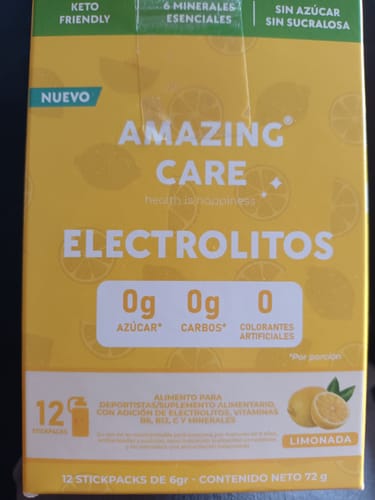 KETO
FRIENDLY
6 MINERALES
ESENCIALES
SIN AZÚCAR
SIN SUCRALOSA
NUEVO
AMAZING®
CARE
health is happiness
ELECTROLITOS
0g
AZÚCAR*
0g
CARBOS*
0
COLORANTES
ARTIFICIALES
*Por porción
12
STICKPACKS
ALIMENTO PARA
DEPORTISTAS/SUPLEMENTO ALIMENTARIO,
CON ADICIÓN DE ELECTROLITOS, VITAMINAS
B6, B12, C Y MINERALES
LIMONADA
12 STICKPACKS DE 6gr - CONTENIDO NETO 72 g